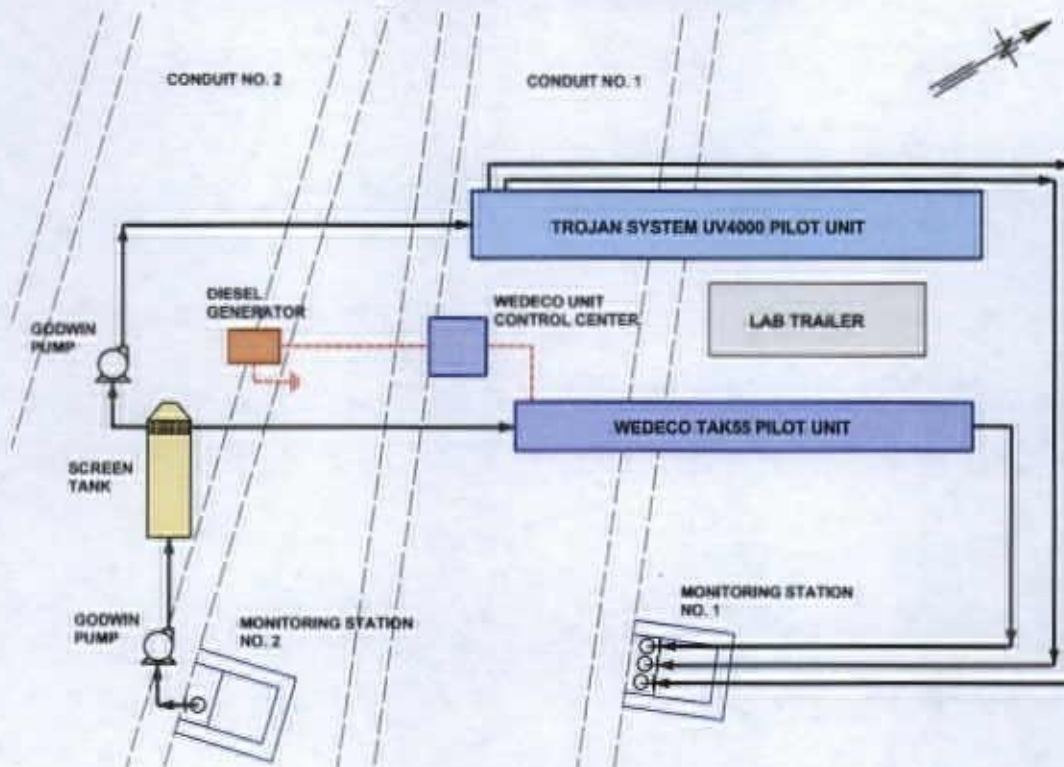 CONDUIT NO. 2
CONDUIT NO. 1
TROJAN SYSTEM UV4000 PILOT UNIT
DIESEL
GENERATOR
WEDECO UNIT
CONTROL CENTER
LAB TRAILER
GODWIN
PUMP
WEDECO TAK55 PILOT UNIT
SCREEN
TANK
GODWIN
PUMP
MONITORING STATION
NO. 2
MONITORING STATION
NO. 1